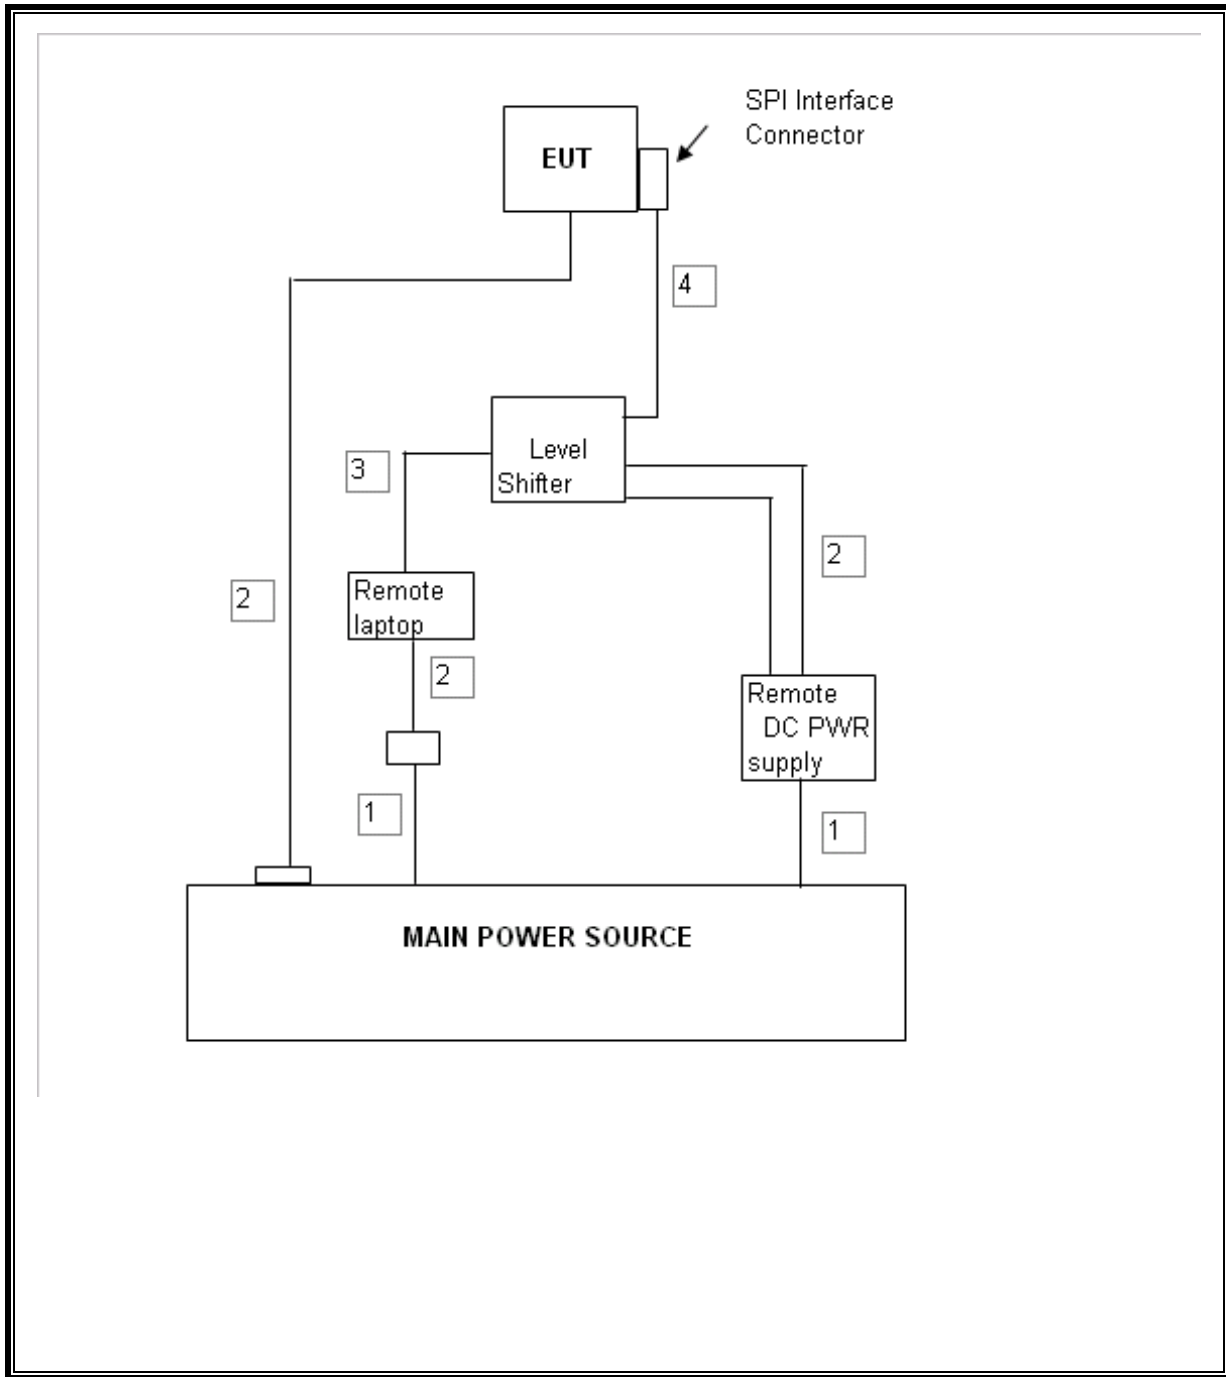 SPI Interface
Connector
EUT
4
Level
Shifter
3
2
Remote
laptop
2
2
Remote
DC PWR
supply
1
1
MAIN POWER SOURCE